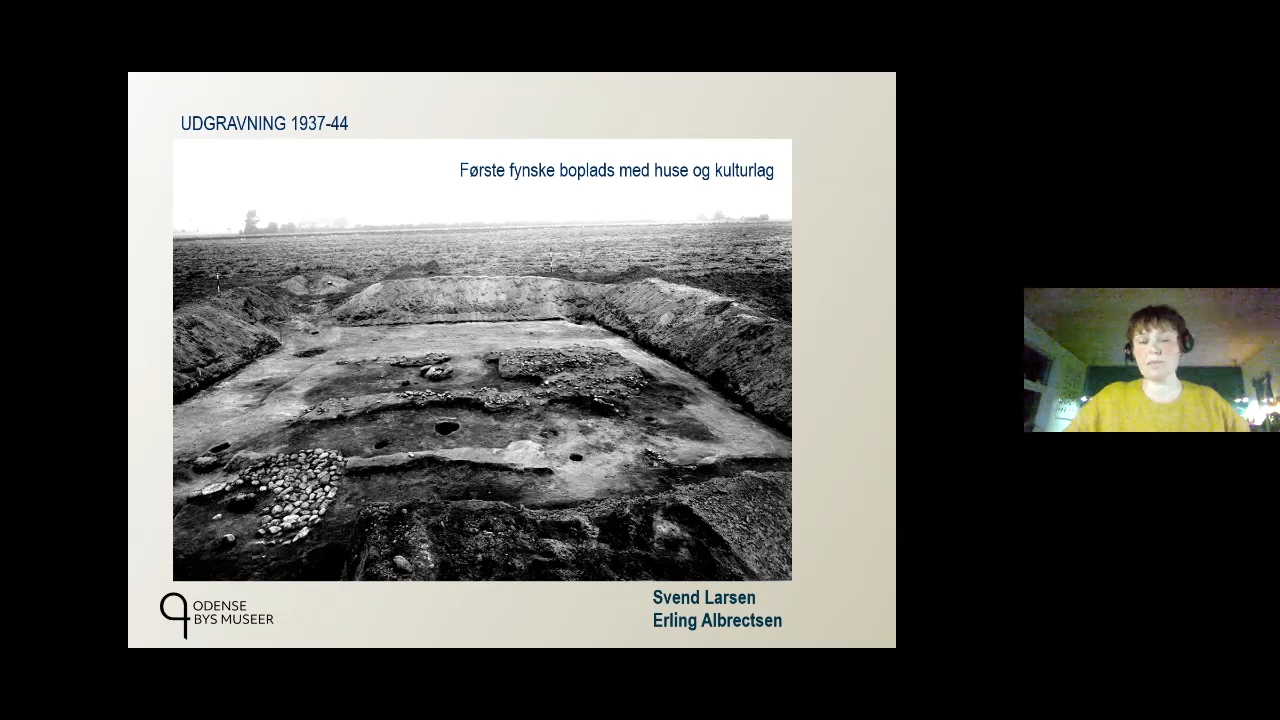 UDGRAVNING 1937-44
Første fynske boplads med huse og kulturlag
Svend Larsen
Erling Albrectsen
ODENSE
BYS MUSEER